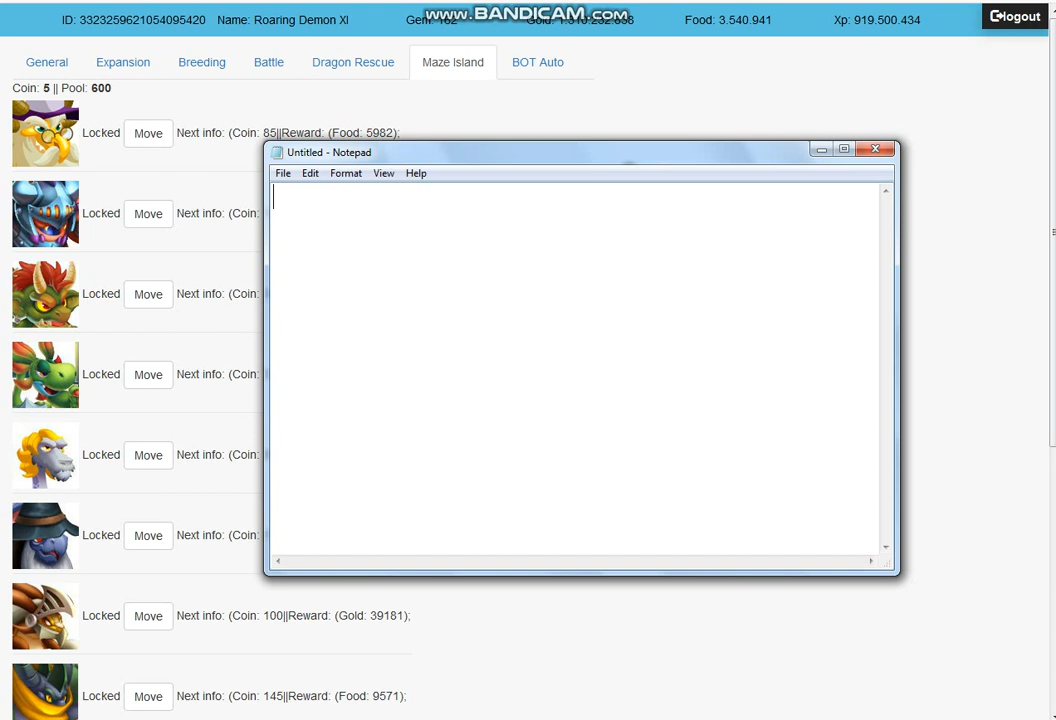 ID: 3323259621054095420 Name: Roaring Demon XI Food: 3.540.941 Xp: 919.500.434 logout
www.BANDICAM.com
General Expansion Breeding Battle Dragon Rescue Maze Island BOT Auto
Coin: 5 || Pool: 600
Locked Move Next info: (Coin: 85||Reward: (Food: 5982);
Untitled - Notepad
File Edit Format View Help
Locked Move Next info: (Coin:
Locked Move Next info: (Coin:
Locked Move Next info: (Coin:
Locked Move Next info: (Coin:
Locked Move Next info: (Coin:
Locked Move Next info: (Coin: 100||Reward: (Gold: 39181);
Locked Move Next info: (Coin: 145||Reward: (Food: 9571);